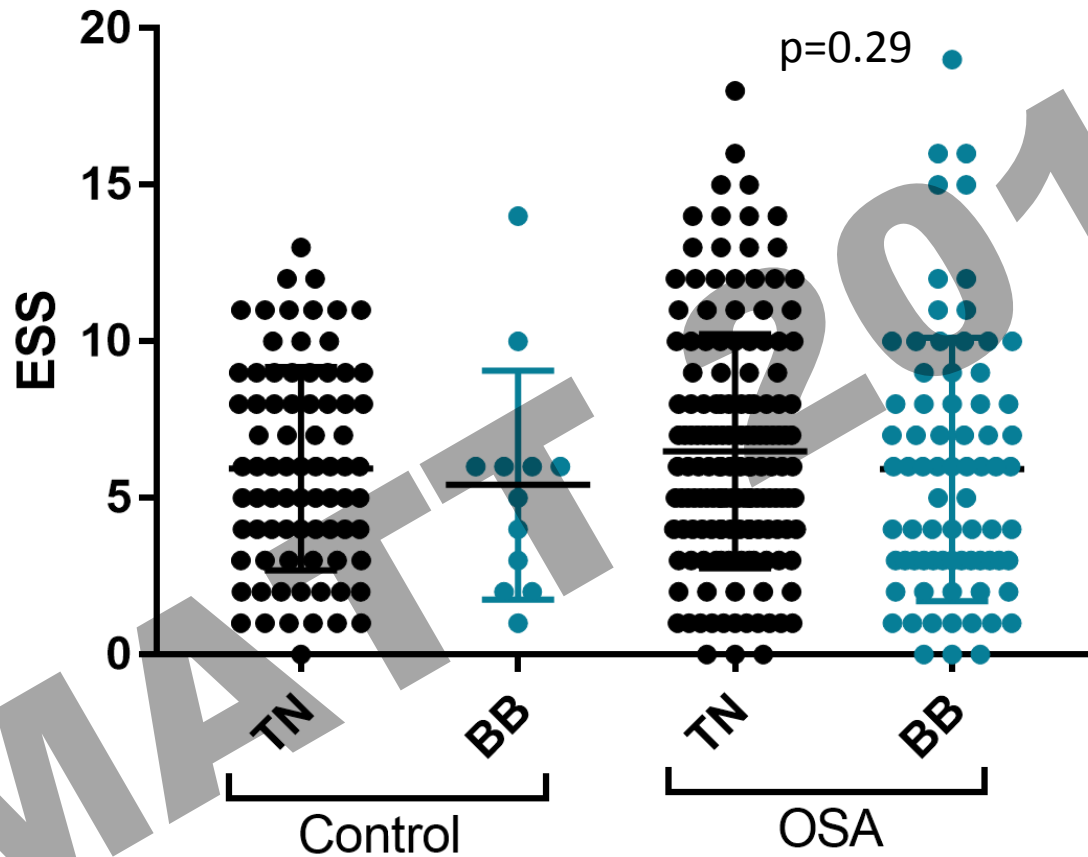 20
p=0.29
15
ESS
10
5
0
TN BB TN BB
Control OSA
MATT 201